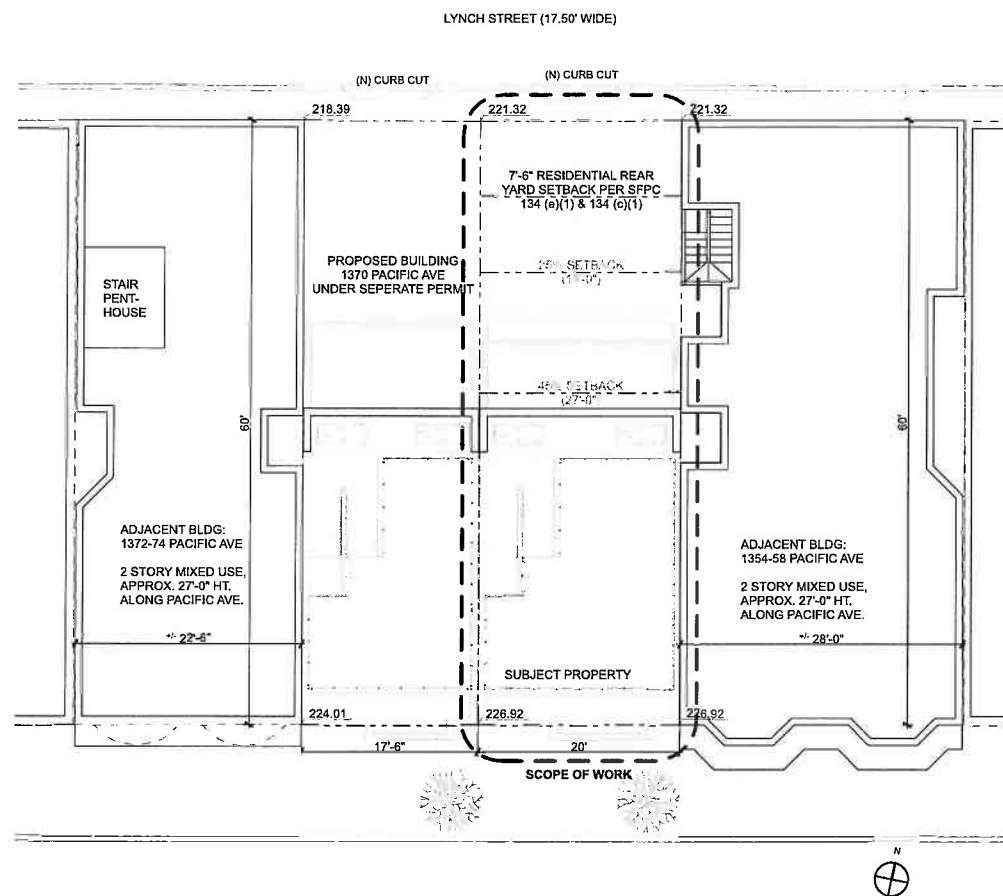 LYNCH STREET (17.50' WIDE)
(N) CURB CUT
(N) CURB CUT
218.39
221.32
221.32
7'-6" RESIDENTIAL REAR
YARD SETBACK PER SFPC
134 (e)(1) & 134 (c)(1)
PROPOSED BUILDING
1370 PACIFIC AVE
UNDER SEPERATE PERMIT
STAIR
PENT-
HOUSE
SETBACK
SETBACK
(27'-0")
60'
60'
ADJACENT BLDG:
1372-74 PACIFIC AVE
2 STORY MIXED USE,
APPROX. 27'-0" HT.
ALONG PACIFIC AVE.
ADJACENT BLDG:
1354-58 PACIFIC AVE
2 STORY MIXED USE,
APPROX. 27'-0" HT.
ALONG PACIFIC AVE.
+/- 22'-6"
+/- 28'-0"
SUBJECT PROPERTY
224.01
226.92
226.92
17'-6"
20'
SCOPE OF WORK
N